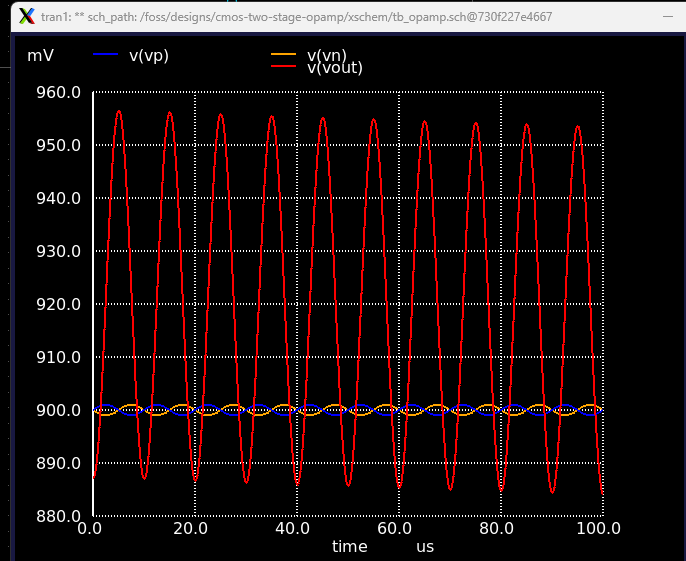 tran1: ** sch_path: /foss/designs/cmos-two-stage-opamp/xschem/tb_opamp.sch@730f227e4667
mV v(vp) v(vn)
v(vout)
960.0
950.0
940.0
930.0
920.0
910.0
900.0
890.0
880.0
0.0 20.0 40.0 60.0 80.0 100.0
time us